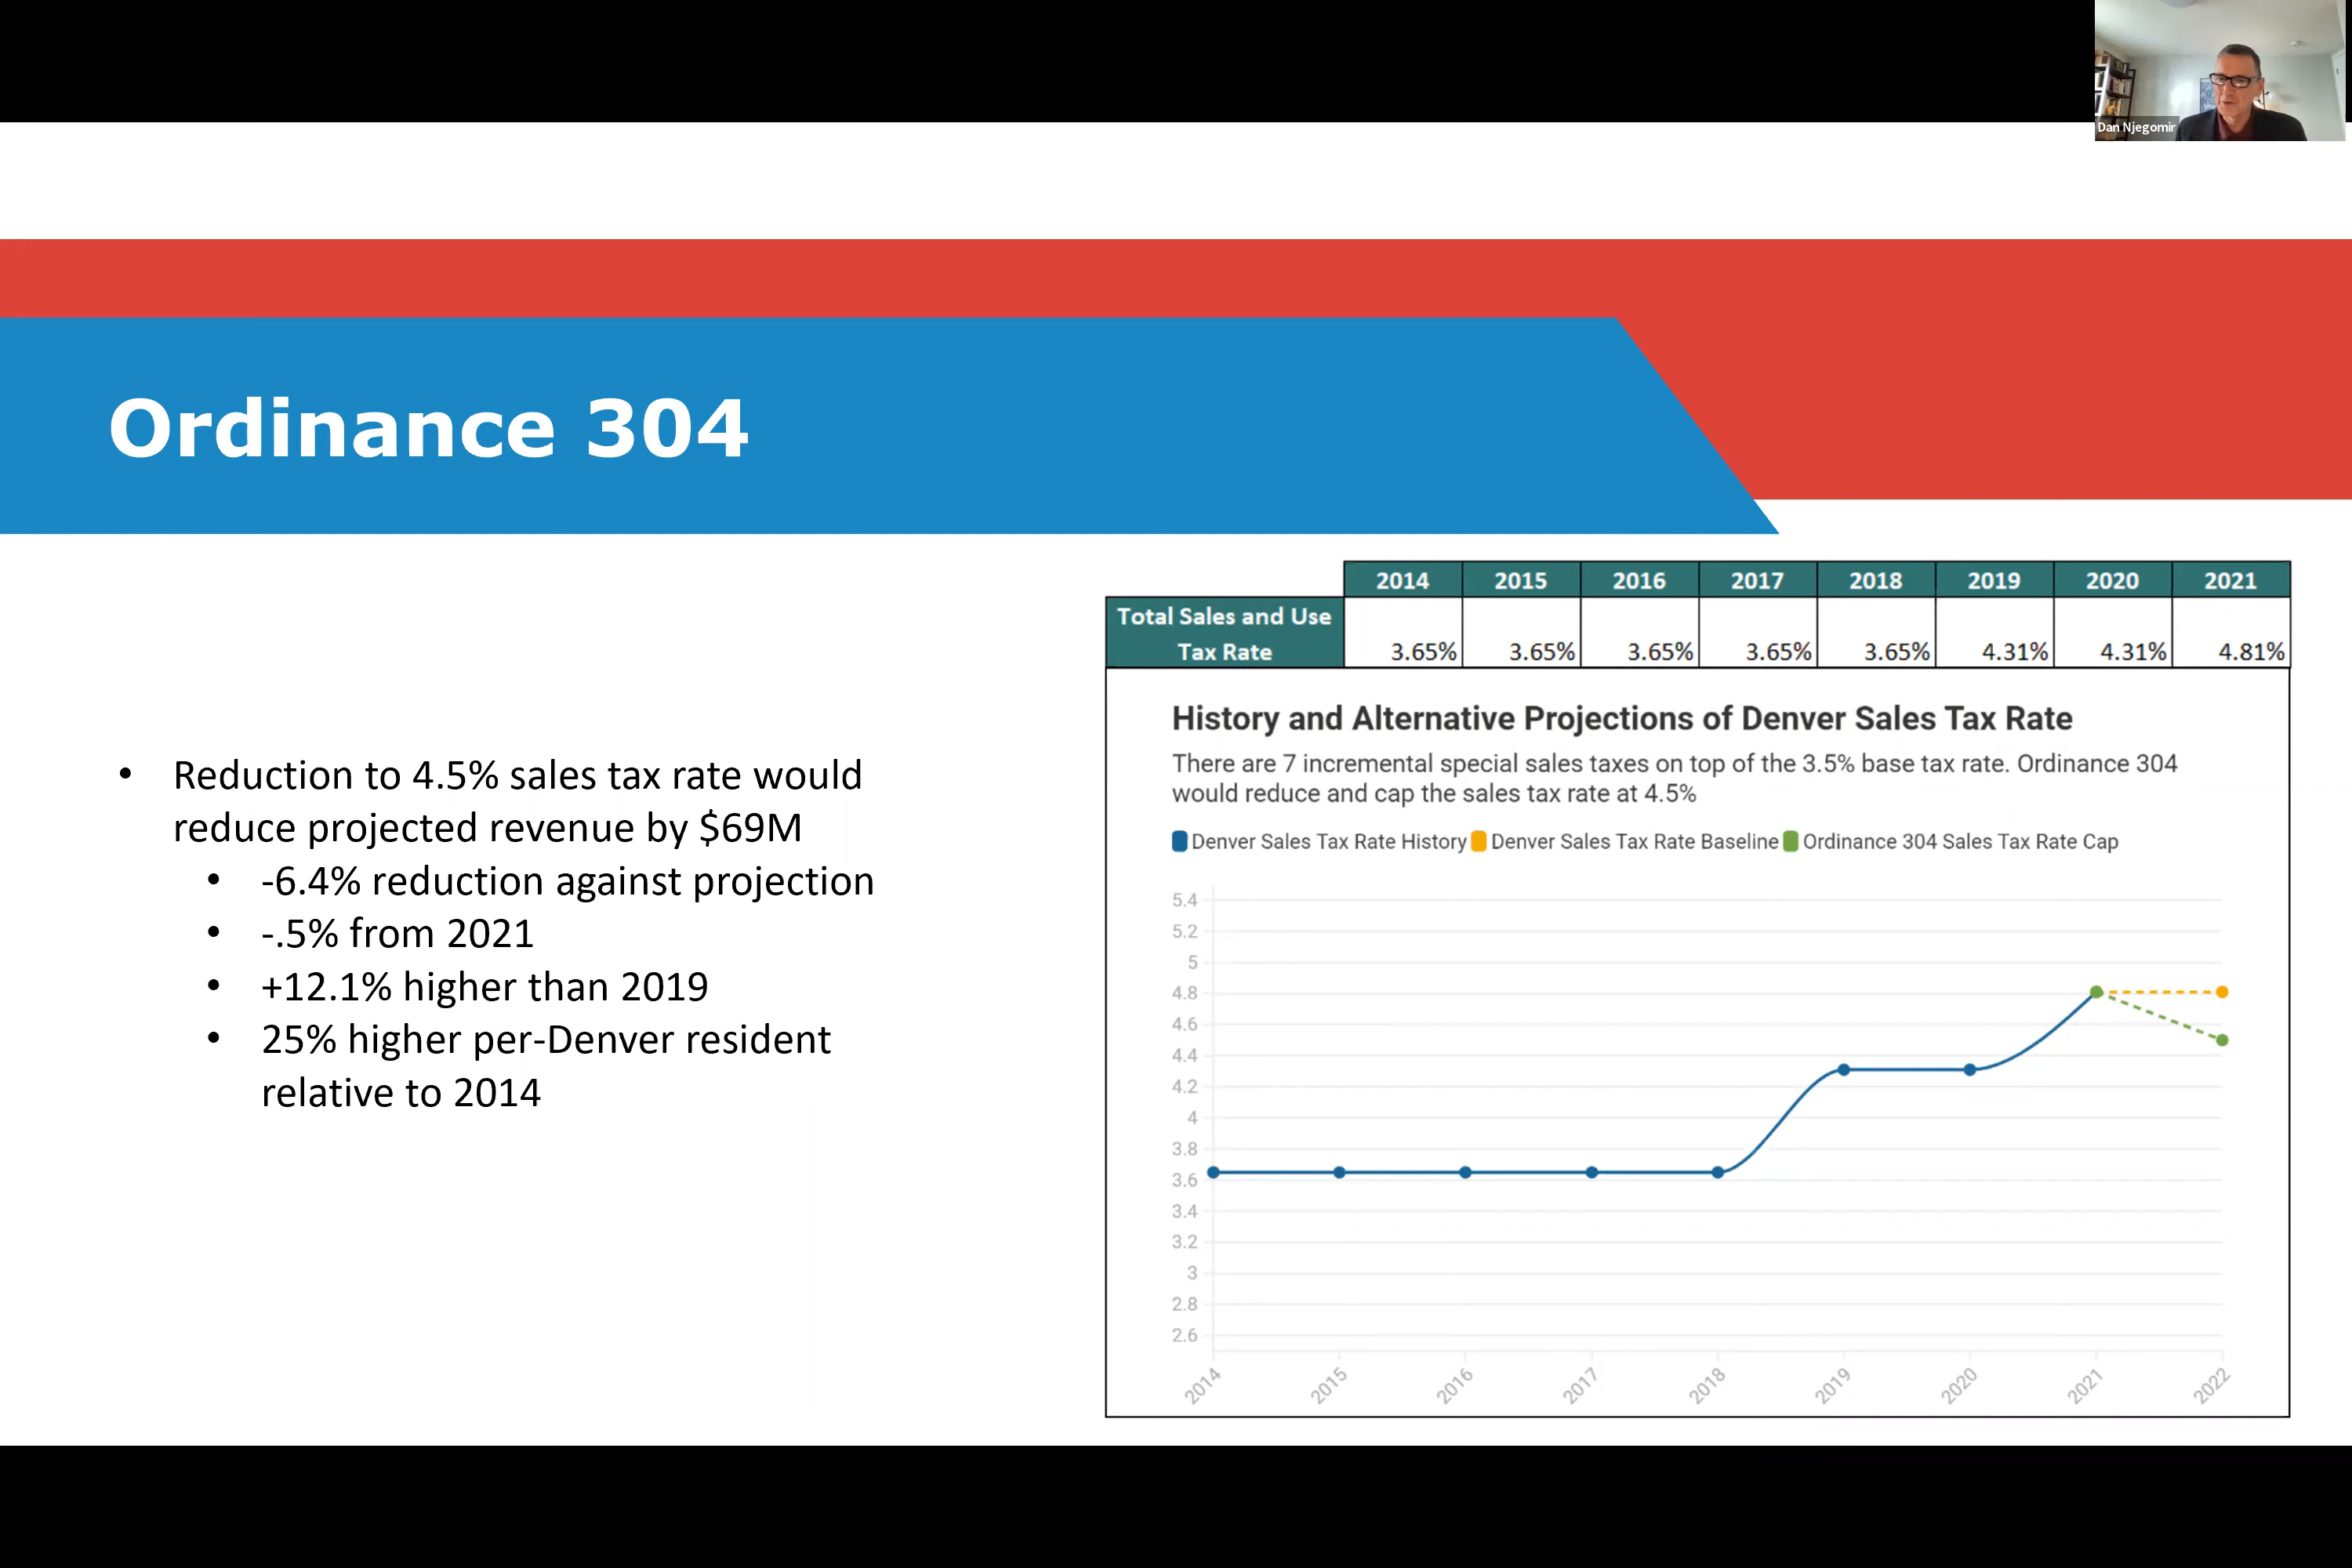 Dan Njegomir
Ordinance 304
• Reduction to 4.5% sales tax rate would
reduce projected revenue by $69M
• -6.4% reduction against projection
• -.5% from 2021
• +12.1% higher than 2019
• 25% higher per-Denver resident
relative to 2014
2014 2015 2016 2017 2018 2019 2020 2021
Total Sales and Use
Tax Rate 3.65% 3.65% 3.65% 3.65% 3.65% 4.31% 4.31% 4.81%
History and Alternative Projections of Denver Sales Tax Rate
There are 7 incremental special sales taxes on top of the 3.5% base tax rate. Ordinance 304
would reduce and cap the sales tax rate at 4.5%
Denver Sales Tax Rate History Denver Sales Tax Rate Baseline Ordinance 304 Sales Tax Rate Cap
5.4
5.2
5
4.8
4.6
4.4
4.2
4
3.8
3.6
3.4
3.2
3
2.8
2.6
2014 2015 2016 2017 2018 2019 2020 2021 2022